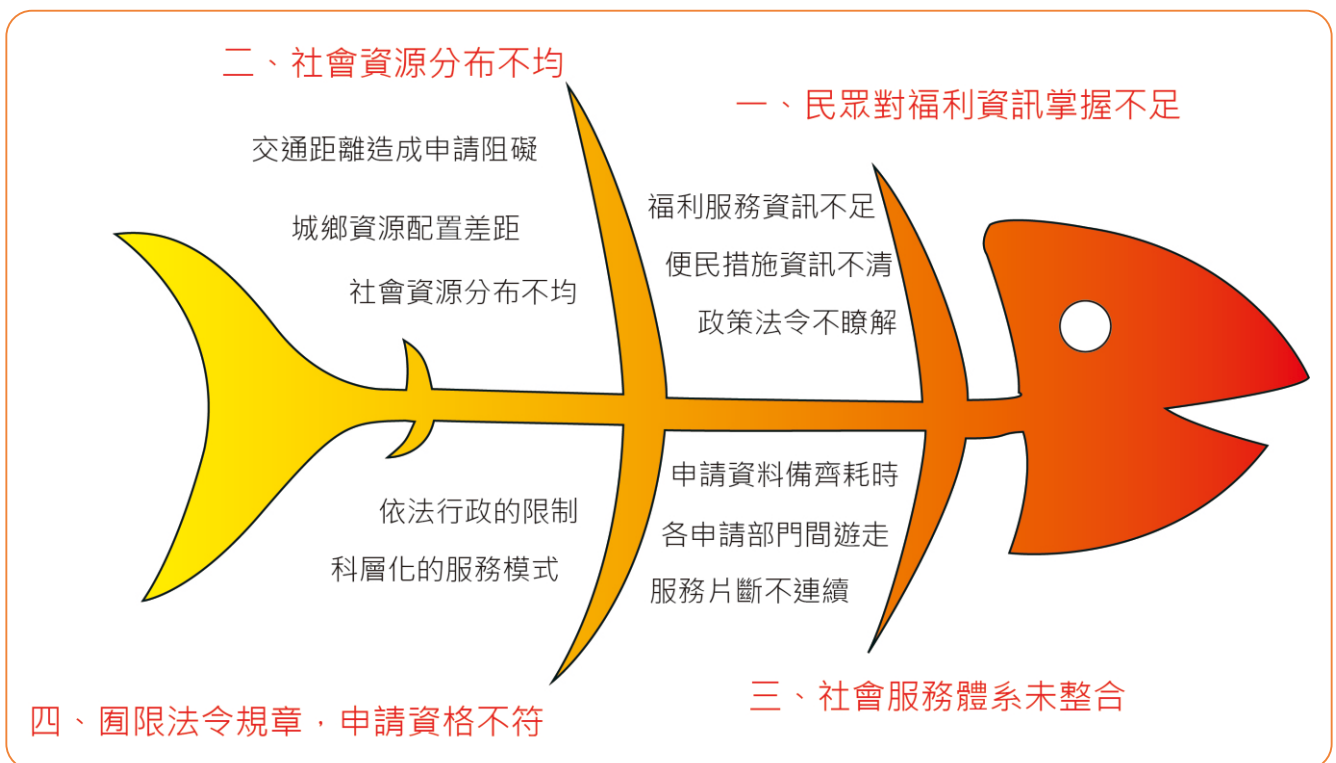 二、社會資源分布不均
一、民眾對福利資訊掌握不足
交通距離造成申請阻礙
城鄉資源配置差距
社會資源分布不均
福利服務資訊不足
便民措施資訊不清
政策法令不瞭解
依法行政的限制
科層化的服務模式
申請資料備齊耗時
各申請部門間遊走
服務片斷不連續
四、囿限法令規章，申請資格不符
三、社會服務體系未整合